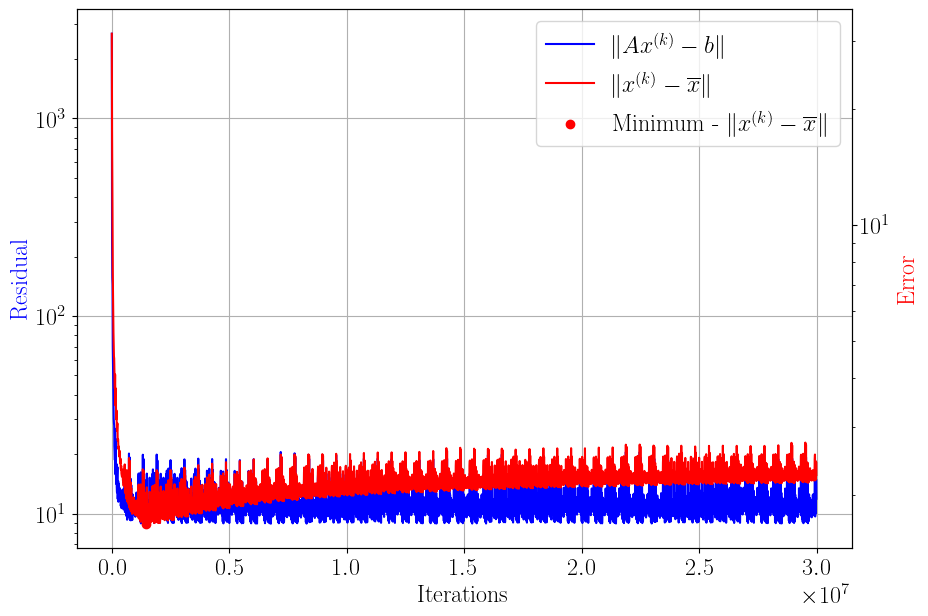 ‖Ax^{(k)} − b‖
‖x^{(k)} − x̅‖
Minimum - ‖x^{(k)} − x̅‖
10^3
10^2
10^1
Residual
10^1
Error
0.0 0.5 1.0 1.5 2.0 2.5 3.0
Iterations
×10^7